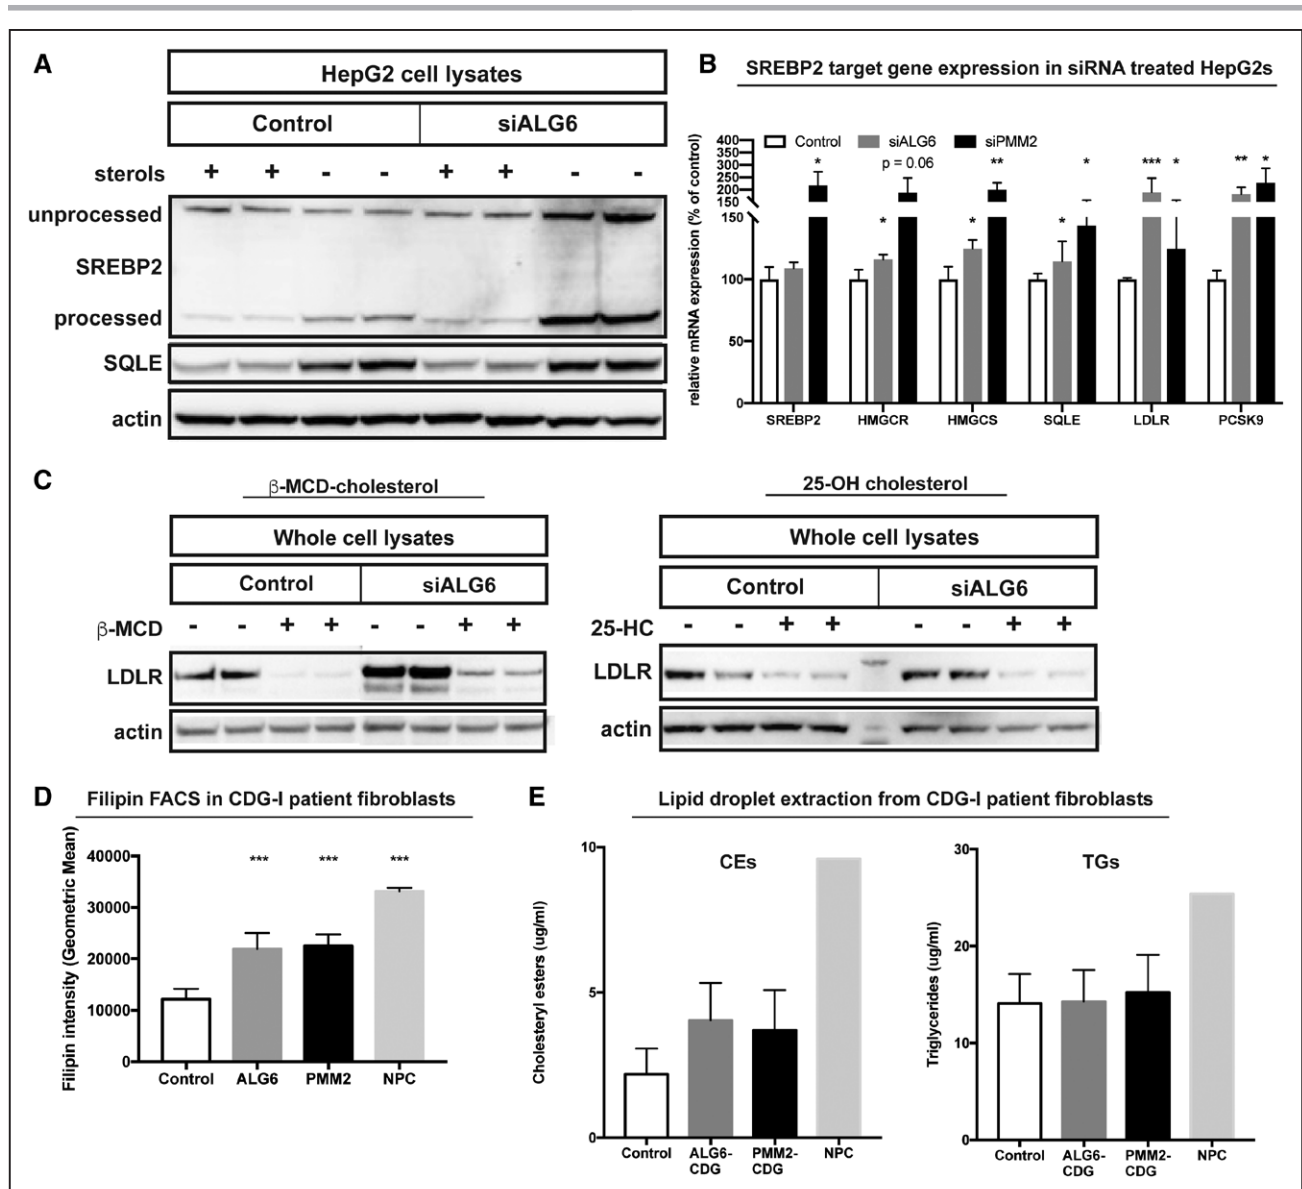 A
HepG2 cell lysates
Control siALG6
sterols + + - - + + - -
unprocessed
SREBP2
processed
SQLE
actin
B
SREBP2 target gene expression in siRNA treated HepG2s
relative mRNA expression (% of control)
Control siALG6 siPMM2
400
350
300
250
200
150
150
100
50
0
* p = 0.06 ** * *** * ** *
* * *
SREBP2 HMGCR HMGCS SQLE LDLR PCSK9
C
β-MCD-cholesterol
Whole cell lysates
Control siALG6
β-MCD - - + + - - + +
LDLR
actin
25-OH cholesterol
Whole cell lysates
Control siALG6
25-HC - - + + - - + +
LDLR
actin
D
Filipin FACS in CDG-I patient fibroblasts
Filipin intensity (Geometric Mean)
40000
30000
20000
10000
0
*** *** ***
Control ALG6 PMM2 NPC
E
Lipid droplet extraction from CDG-I patient fibroblasts
CEs
Cholesteryl esters (ug/ml)
10
5
0
Control ALG6- PMM2- NPC
CDG CDG
TGs
Triglycerides (ug/ml)
30
20
10
0
Control ALG6- PMM2- NPC
CDG CDG